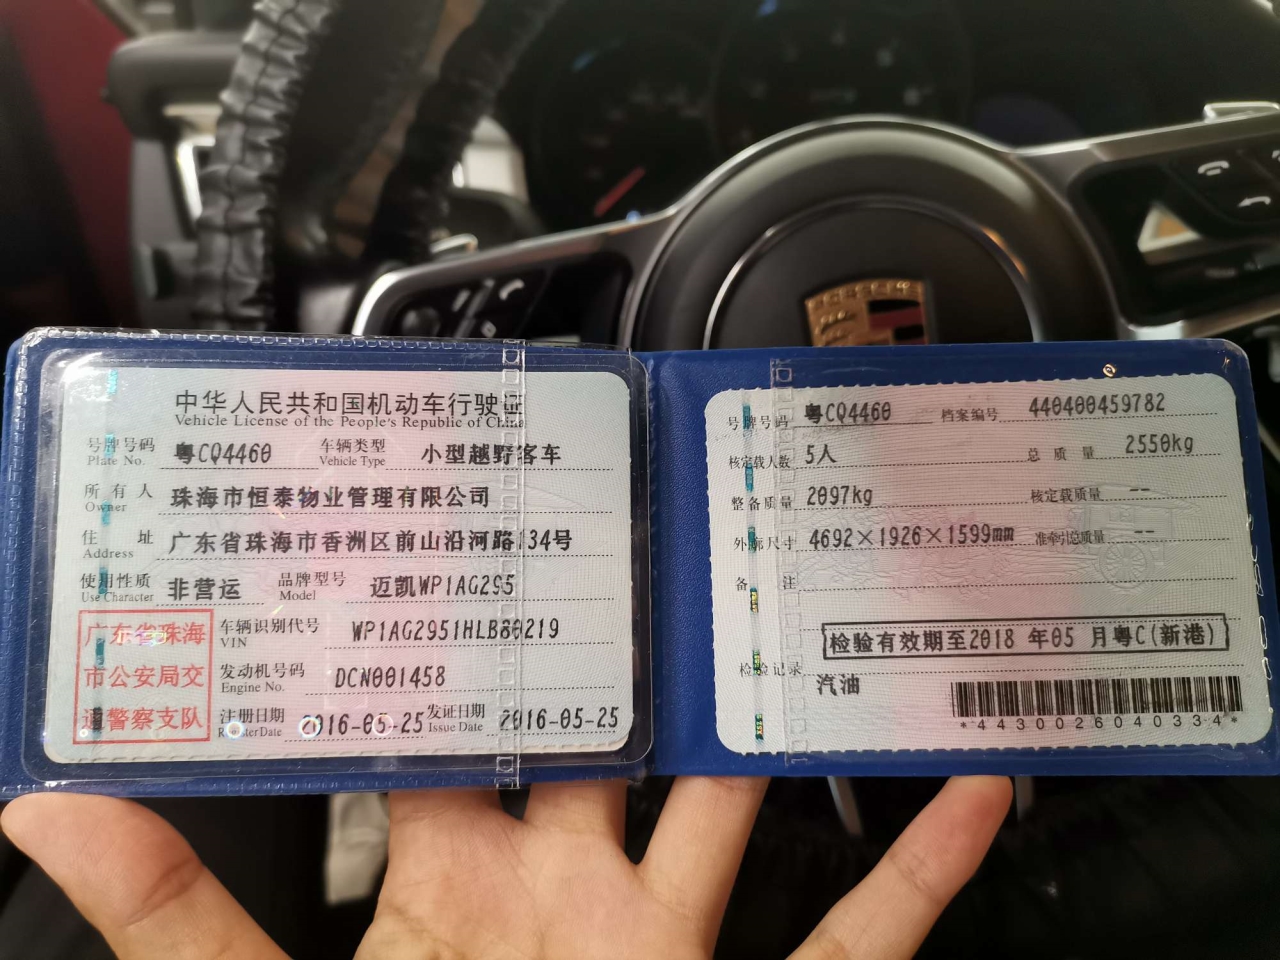 中华人民共和国机动车行驶证
Vehicle License of the People's Republic of China
号牌号码 粤CQ4460 车辆类型 小型越野客车
Plate No. Vehicle Type
所有人 珠海市恒泰物业管理有限公司
Owner
住址 广东省珠海市香洲区前山沿河路134号
Address
使用性质 非营运 品牌型号 迈凯WP1AG295
Use Character Model
广东省珠海
市公安局交
通警察支队
车辆识别代号 WP1AG2951HLB80219
VIN
发动机号码 DCN001458
Engine No.
注册日期 2016-05-25 发证日期 2016-05-25
Register Date Issue Date
号牌号码 粤CQ4460 档案编号 440400459782
核定载人数 5人 总质量 2550kg
整备质量 2097kg 核定载质量 --
外廓尺寸 4692×1926×1599mm 准牵引总质量 --
备注
检验有效期至2018 年05 月粤C(新港)
检验记录
汽油
*4430026040334*